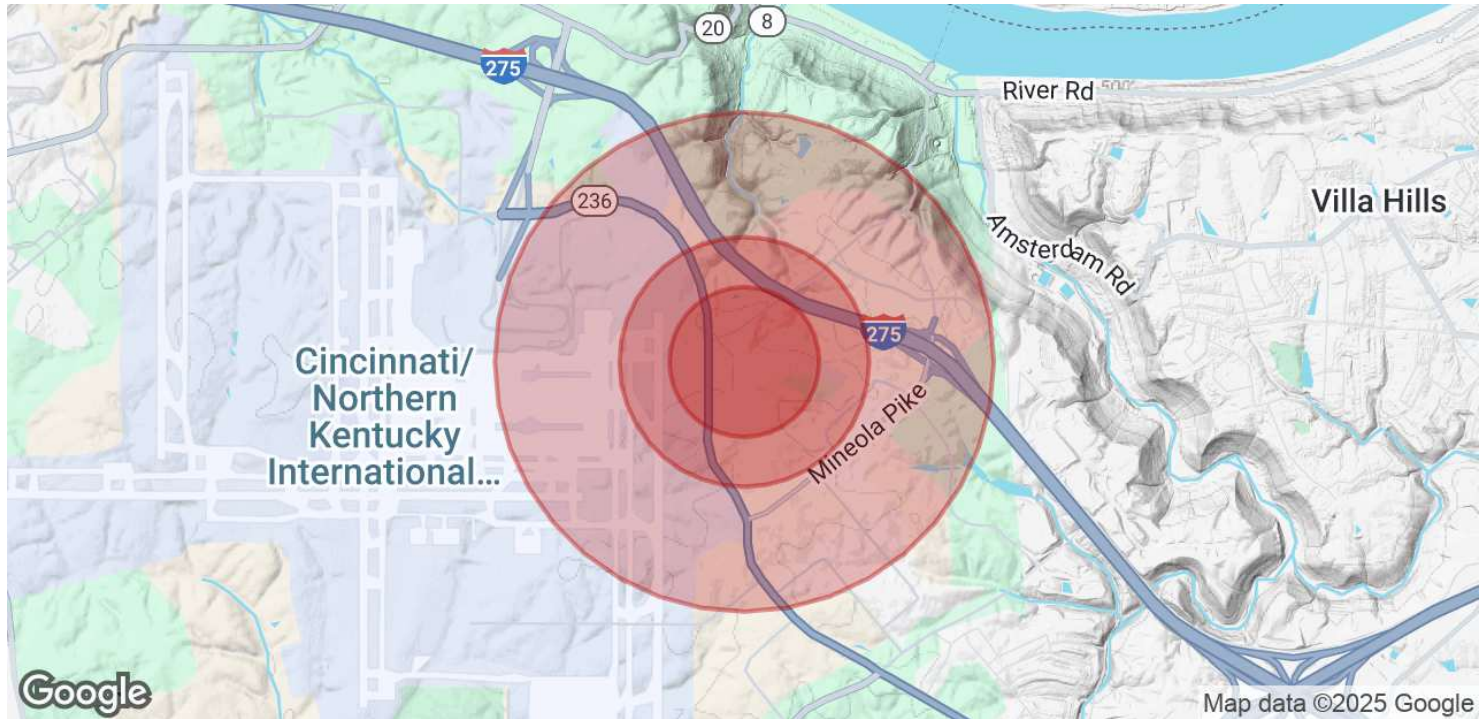 20
8
275
River Rd
500'
236
Villa Hills
Amsterdam Rd
275
Cincinnati/
Northern
Kentucky
International...
Mineola Pike
Google
Map data ©2025 Google